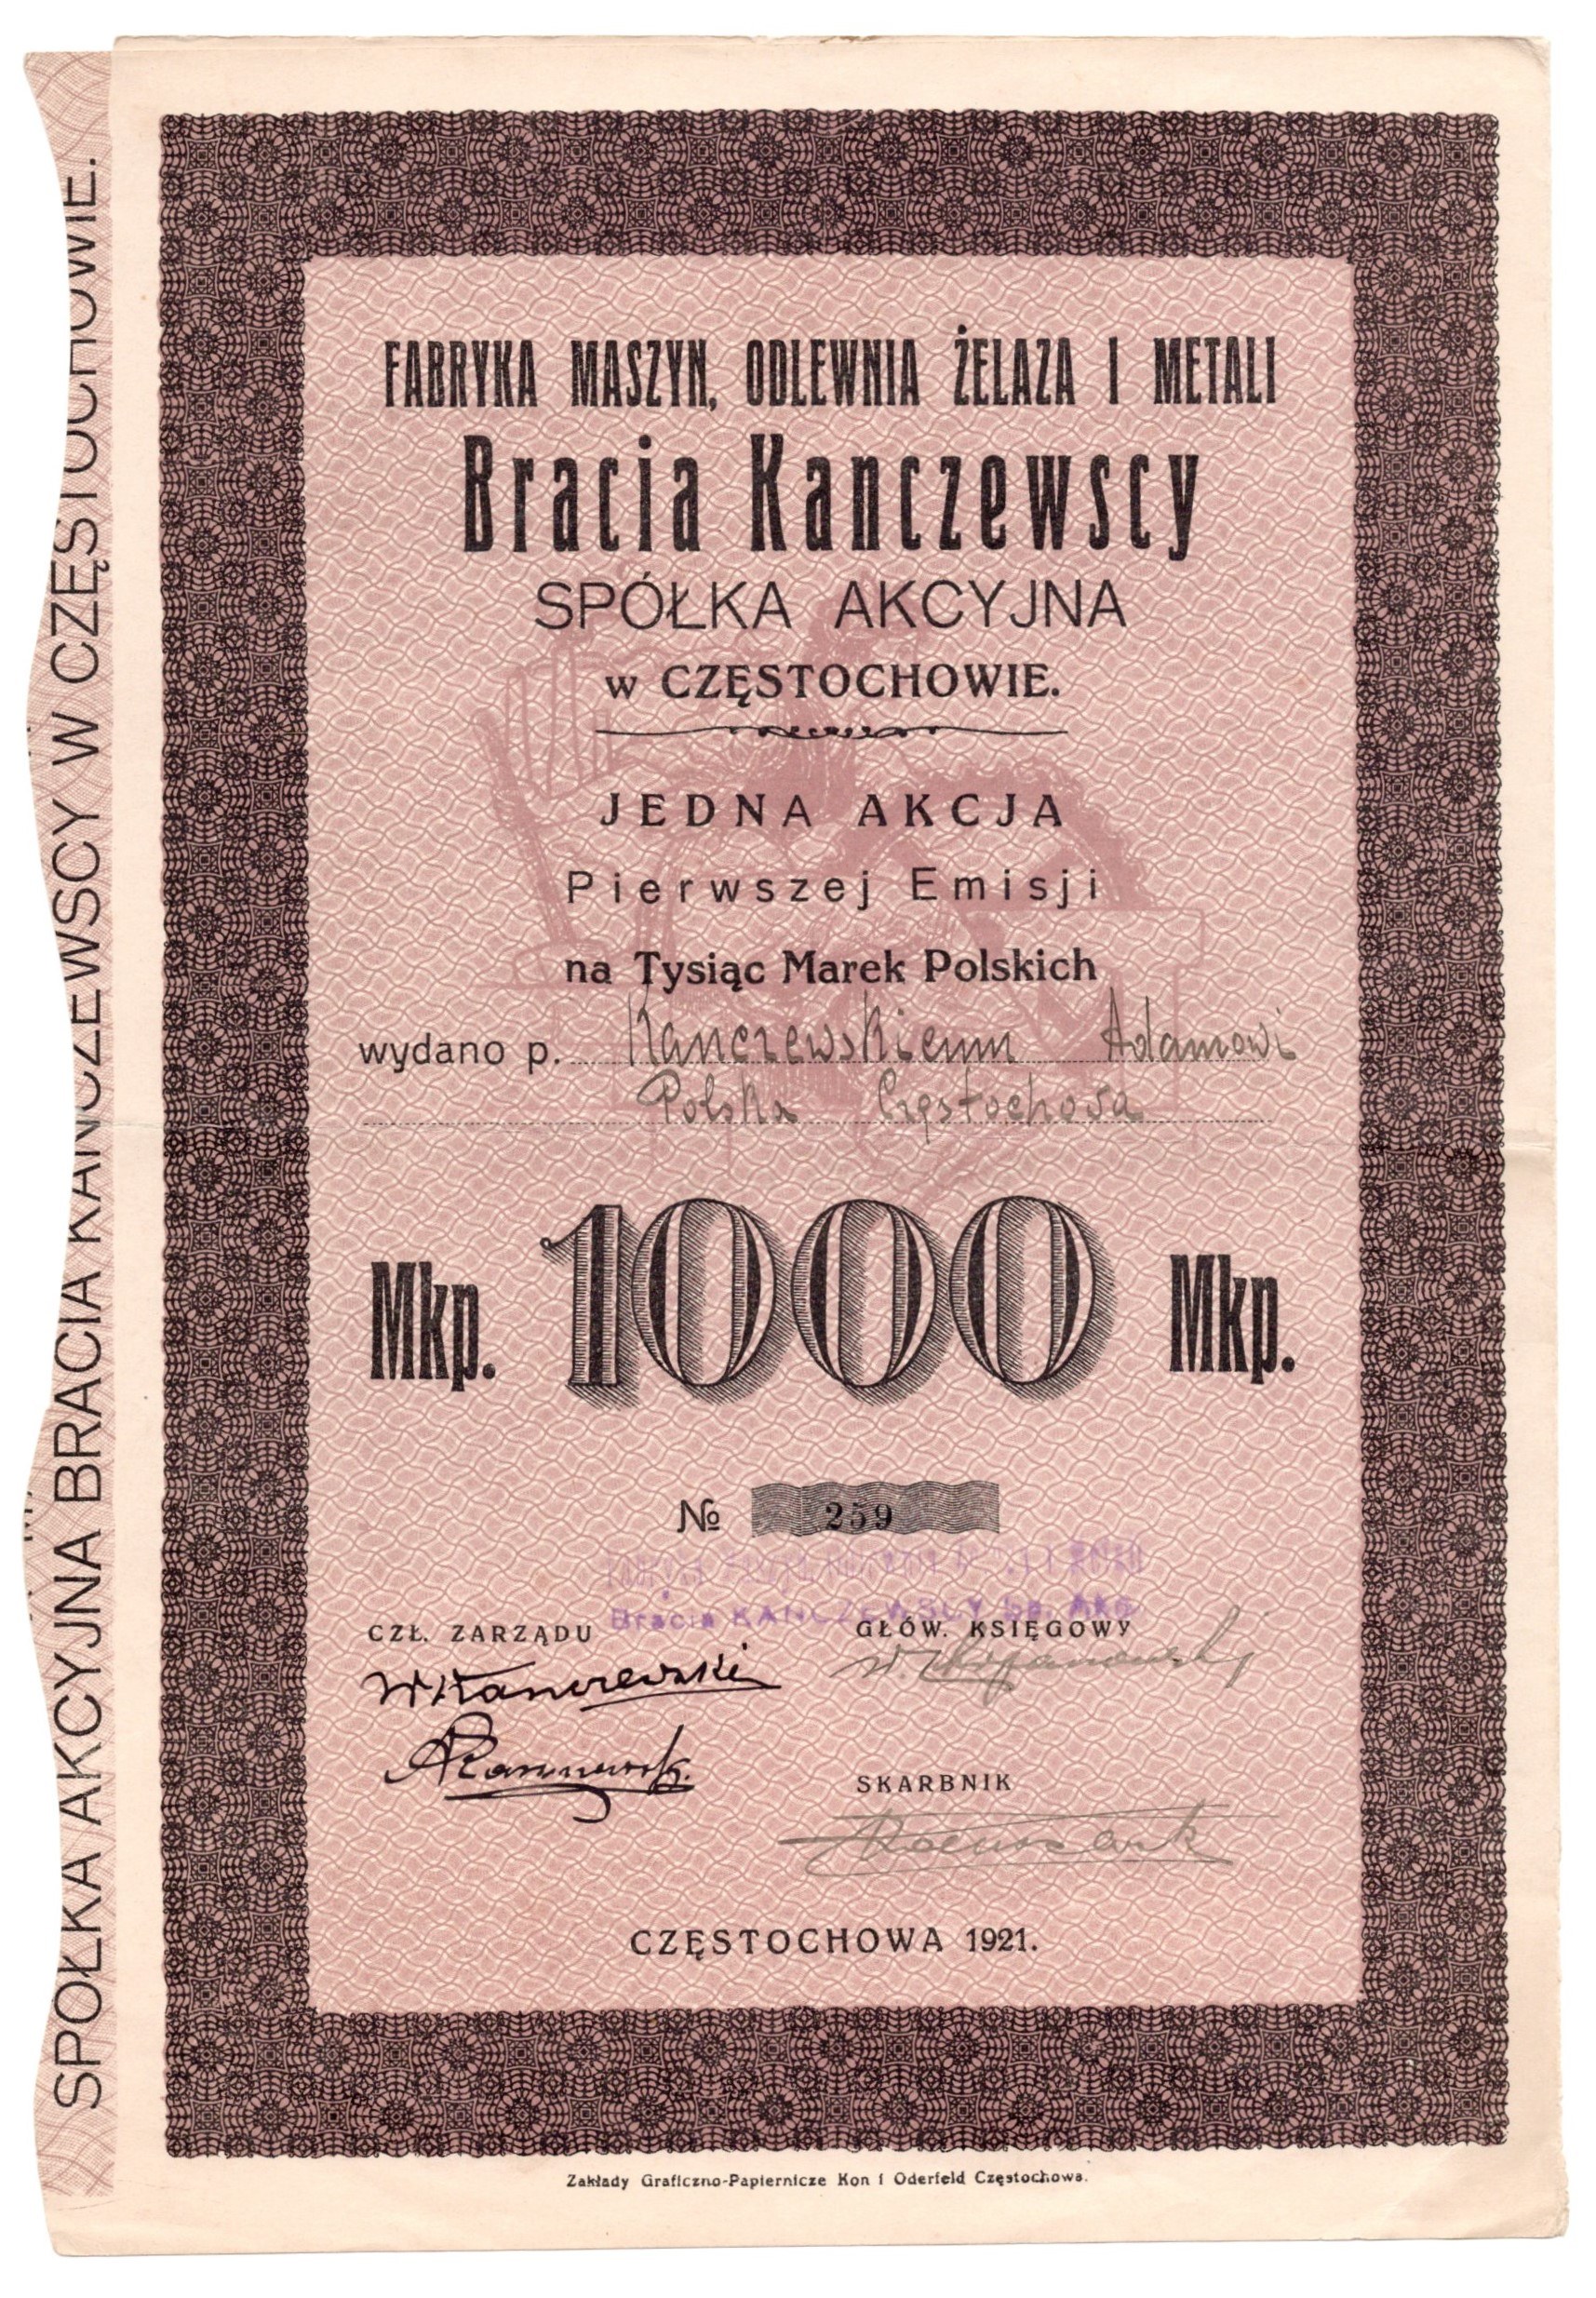 SPÓŁKA AKCYJNA BRACIA KANCZEWSCY W CZĘSTOCHOWIE.
FABRYKA MASZYN, ODLEWNIA ŻELAZA I METALI
Bracia Kanczewscy
SPÓŁKA AKCYJNA
w CZĘSTOCHOWIE.
JEDNA AKCJA
Pierwszej Emisji
na Tysiąc Marek Polskich
wydano p. Kanczewskiemu Adamowi
Polska Częstochowa
Mkp. 1000 Mkp.
№ 259
Bracia KANCZEWSCY Sp. Akc.
CZŁ. ZARZĄDU
GŁÓW. KSIĘGOWY
WKanczewski
SKARBNIK
CZĘSTOCHOWA 1921.
Zakłady Graficzno-Papiernicze Kon i Oderfeld Częstochowa.